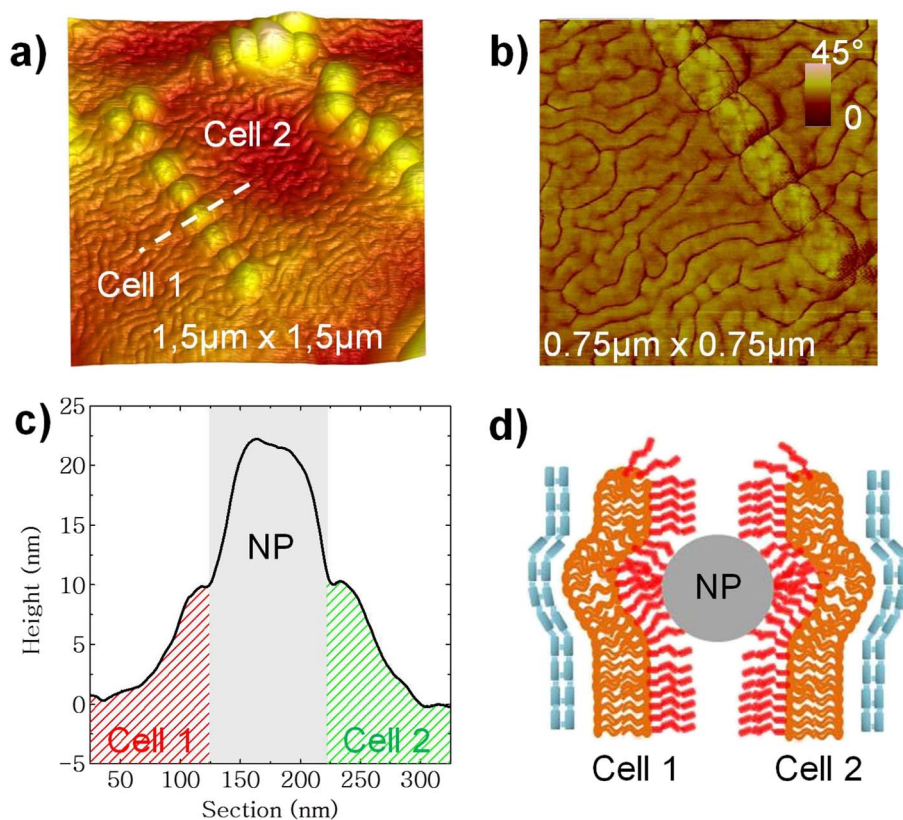 a)
Cell 2
Cell 1
1,5µm x 1,5µm
b)
45°
0
0.75µm x 0.75µm
c)
25
20
15
10
5
0
-5
Height (nm)
NP
Cell 1
Cell 2
50 100 150 200 250 300
Section (nm)
d)
NP
Cell 1 Cell 2